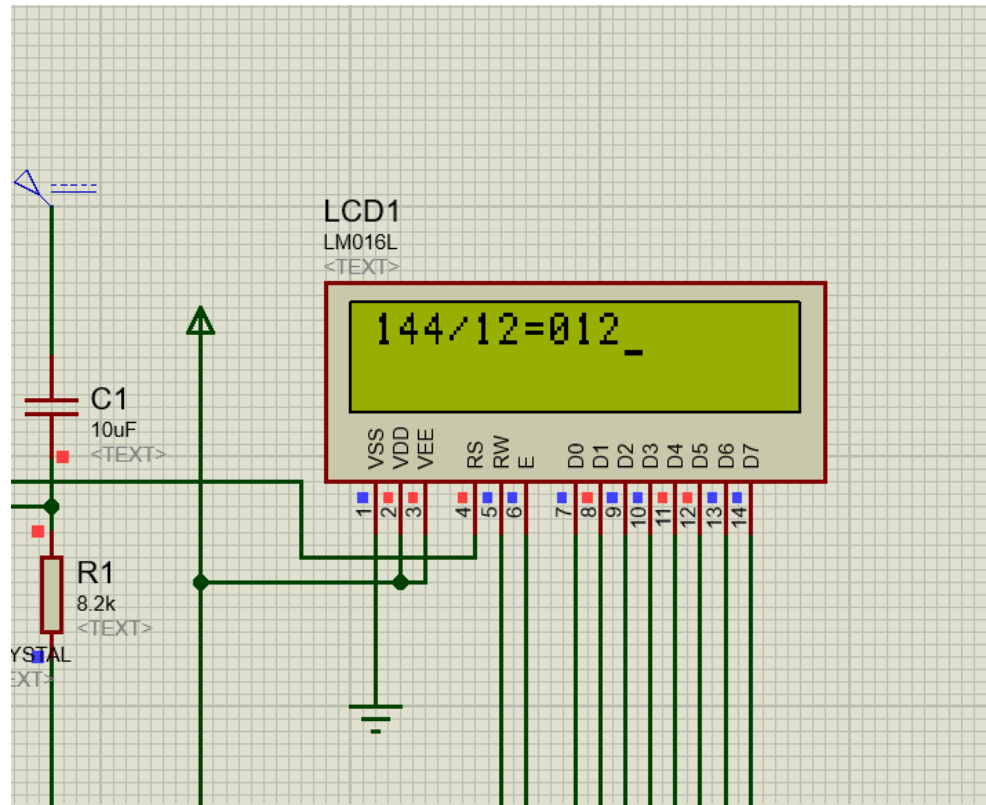 LCD1
LM016L
<TEXT>
144/12=012_
VSS VDD VEE RS RW E D0 D1 D2 D3 D4 D5 D6 D7
1 2 3 4 5 6 7 8 9 10 11 12 13 14
C1
10uF
<TEXT>
R1
8.2k
<TEXT>
YSTAL
EXT>